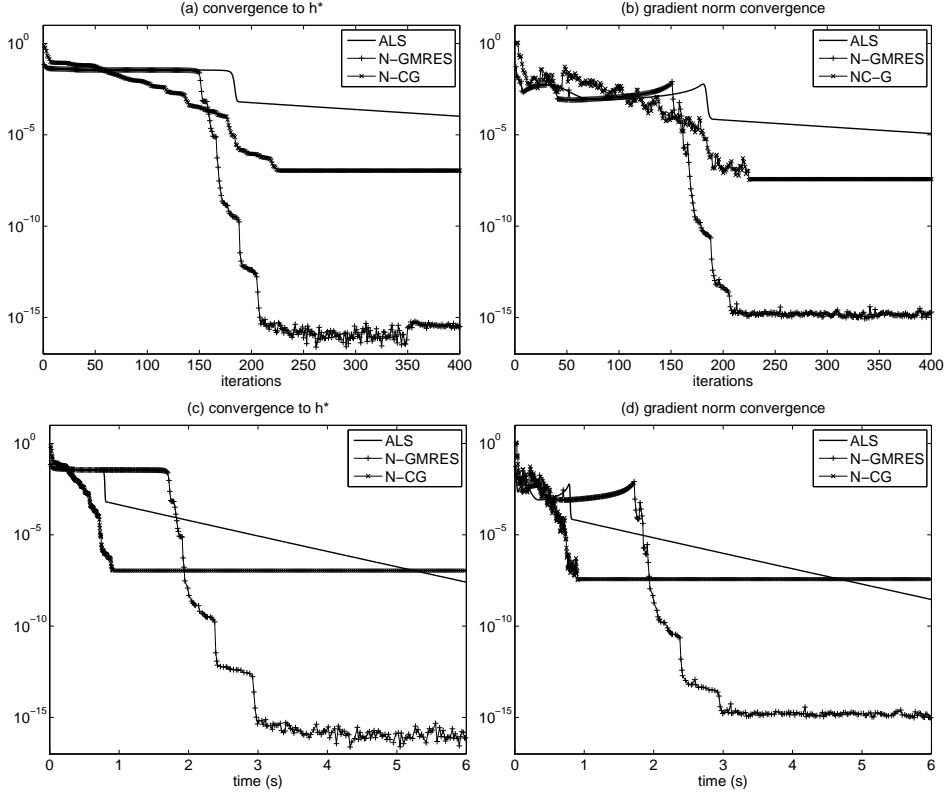 (a) convergence to h*
10^0
10^-5
10^-10
10^-15
0 50 100 150 200 250 300 350 400
iterations
ALS
N-GMRES
N-CG
(b) gradient norm convergence
10^0
10^-5
10^-10
10^-15
0 50 100 150 200 250 300 350 400
iterations
ALS
N-GMRES
NC-G
(c) convergence to h*
10^0
10^-5
10^-10
10^-15
0 1 2 3 4 5 6
time (s)
ALS
N-GMRES
N-CG
(d) gradient norm convergence
10^0
10^-5
10^-10
10^-15
0 1 2 3 4 5 6
time (s)
ALS
N-GMRES
N-CG